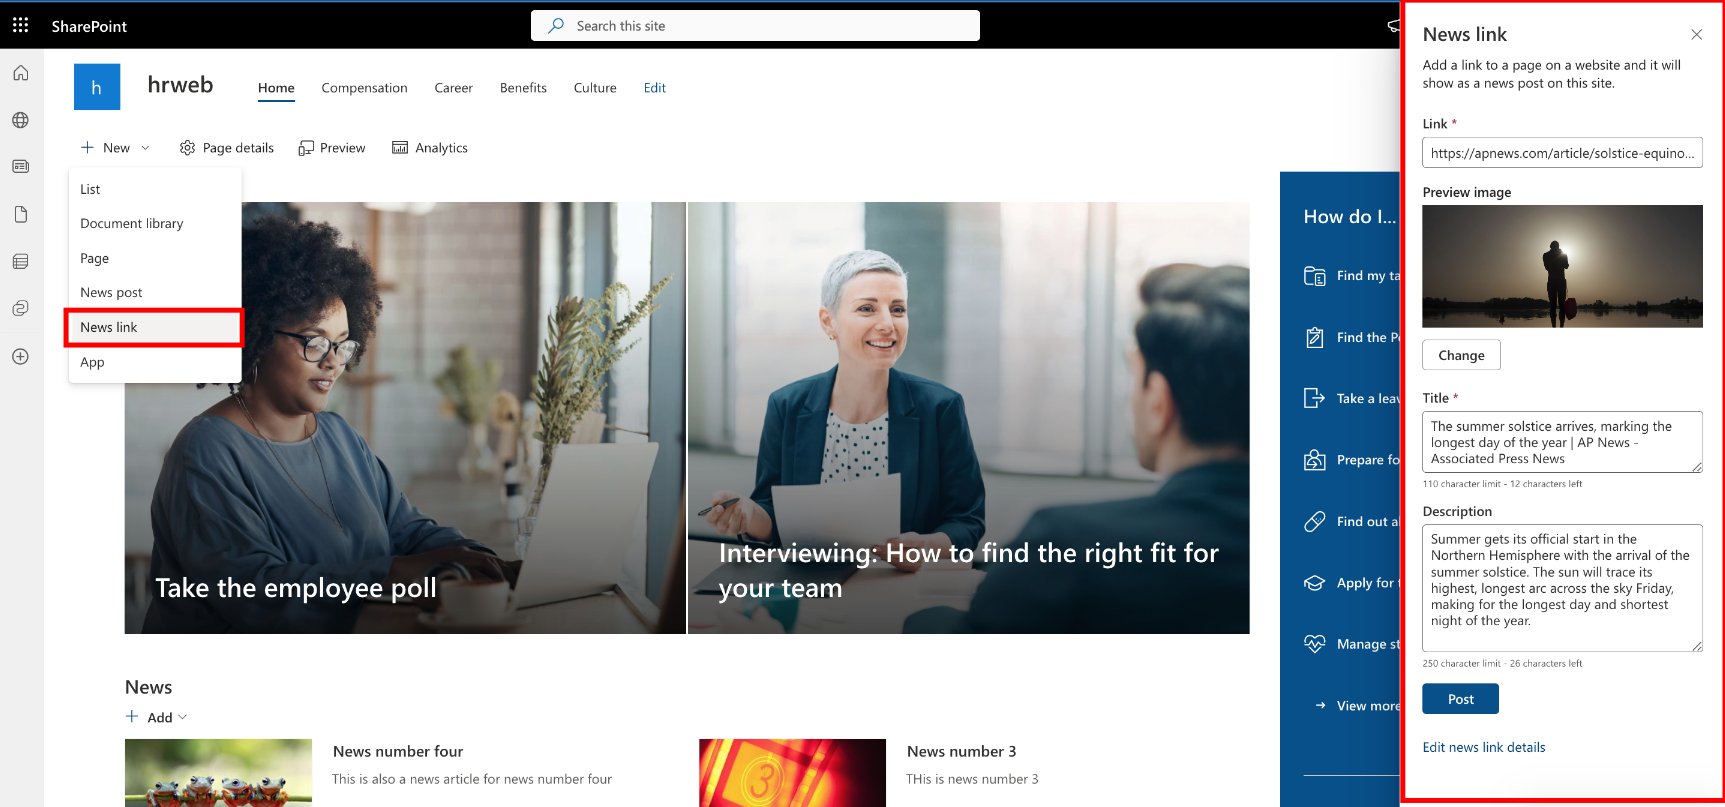 SharePoint
Search this site
h
hrweb
Home
Compensation
Career
Benefits
Culture
Edit
New
Page details
Preview
Analytics
List
Document library
Page
News post
News link
App
Take the employee poll
Interviewing: How to find the right fit for
your team
How do I...
Find my ta
Find the P
Take a lea
Prepare fo
Find out a
Apply for
Manage st
View more
News
Add
News number four
This is also a news article for news number four
3
News number 3
THis is news number 3
News link
Add a link to a page on a website and it will
show as a news post on this site.
Link *
https://apnews.com/article/solstice-equino...
Preview image
Change
Title *
The summer solstice arrives, marking the
longest day of the year | AP News -
Associated Press News
110 character limit - 12 characters left
Description
Summer gets its official start in the
Northern Hemisphere with the arrival of the
summer solstice. The sun will trace its
highest, longest arc across the sky Friday,
making for the longest day and shortest
night of the year.
250 character limit - 26 characters left
Post
Edit news link details